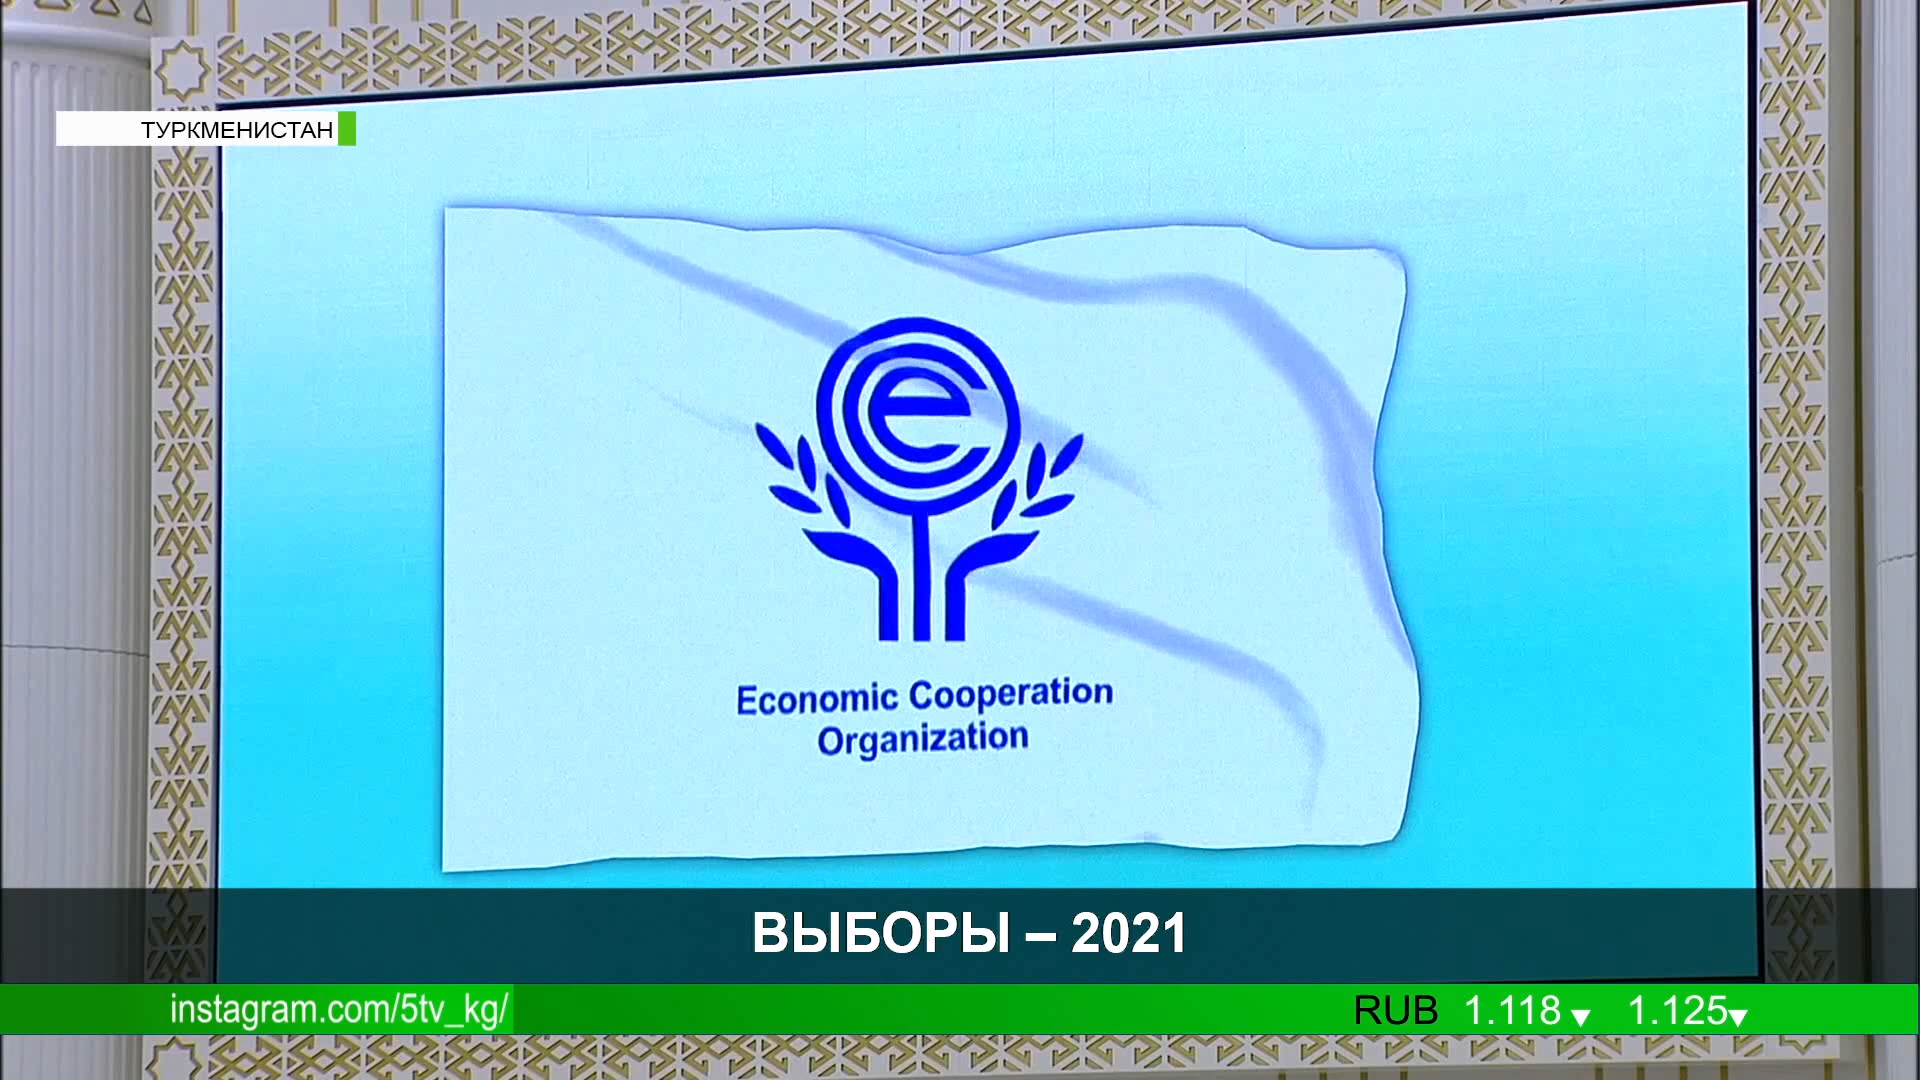 ТУРКМЕНИСТАН
e
Economic Cooperation
Organization
ВЫБОРЫ – 2021
instagram.com/5tv_kg/
RUB 1.118 1.125